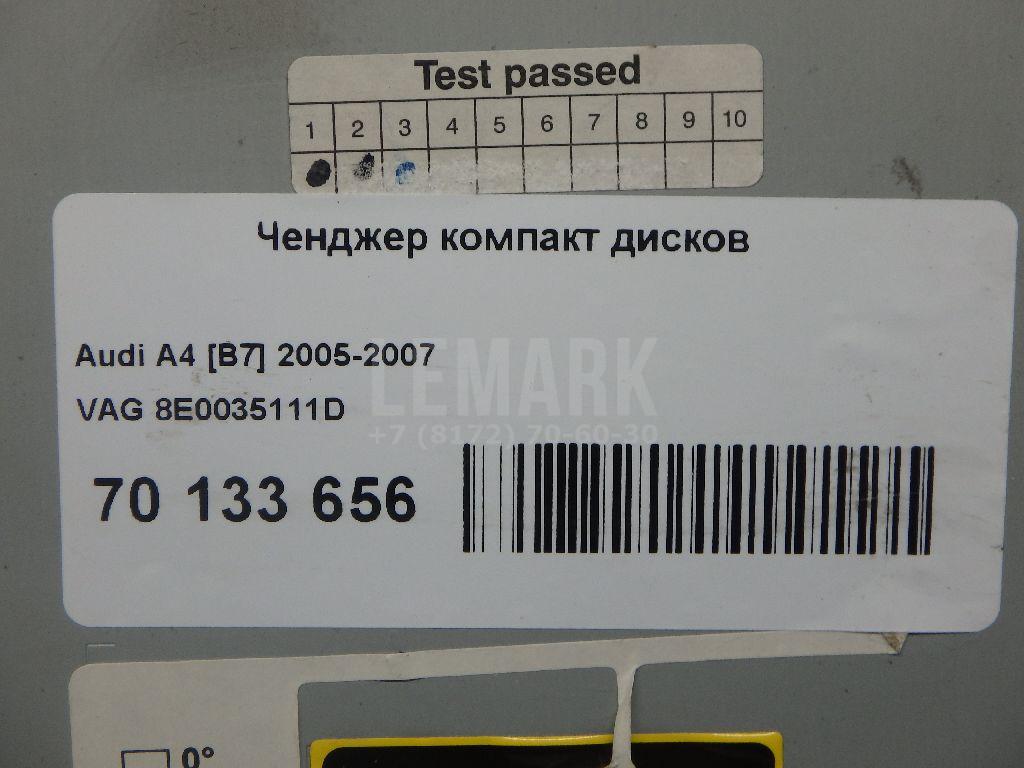 Test passed
1 2 3 4 5 6 7 8 9 10
Ченджер компакт дисков
Audi A4 [B7] 2005-2007
LEMARK
VAG 8E0035111D
+7 (8172) 70-60-30
70 133 656
0°